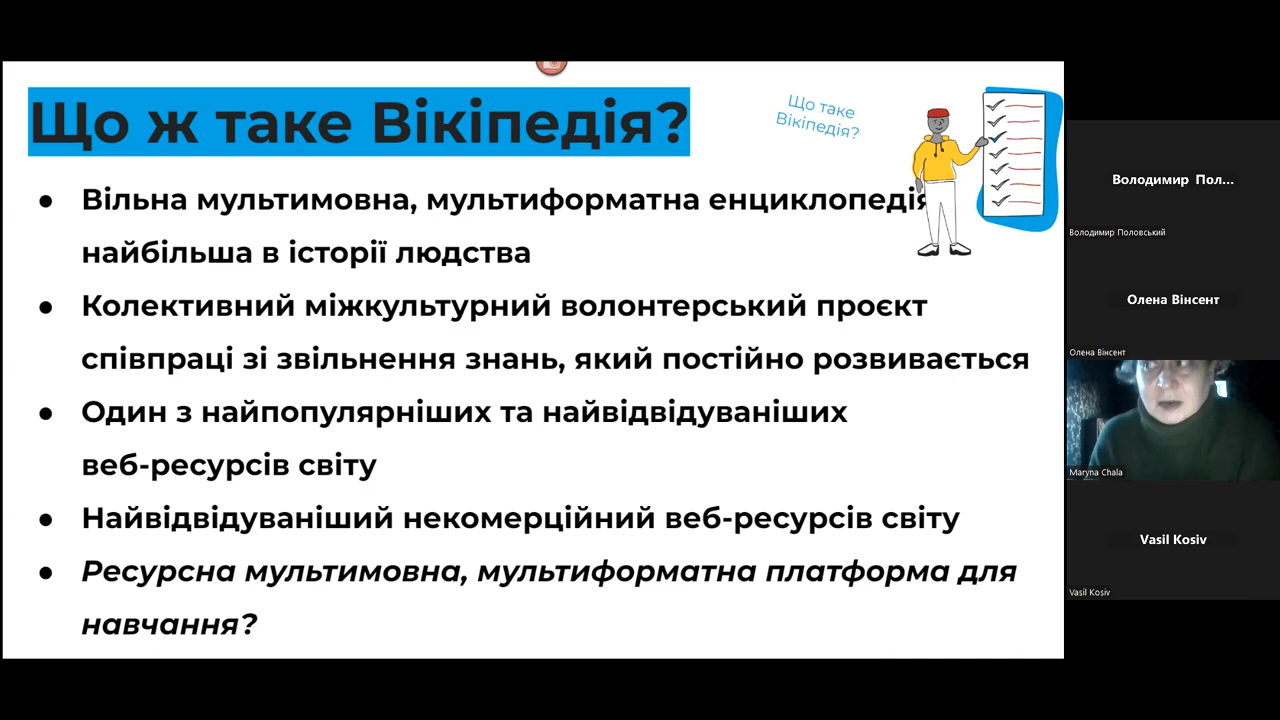 Що ж таке Вікіпедія?
Що таке
Вікіпедія?
● Вільна мультимовна, мультиформатна енциклопедія
найбільша в історії людства
● Колективний міжкультурний волонтерський проєкт
співпраці зі звільнення знань, який постійно розвивається
● Один з найпопулярніших та найвідвідуваніших
веб-ресурсів світу
● Найвідвідуваніший некомерційний веб-ресурсів світу
● Ресурсна мультимовна, мультиформатна платформа для
навчання?
Володимир Пол...
Володимир Половський
Олена Вінсент
Олена Вінсент
Maryna Chala
Vasil Kosiv
Vasil Kosiv